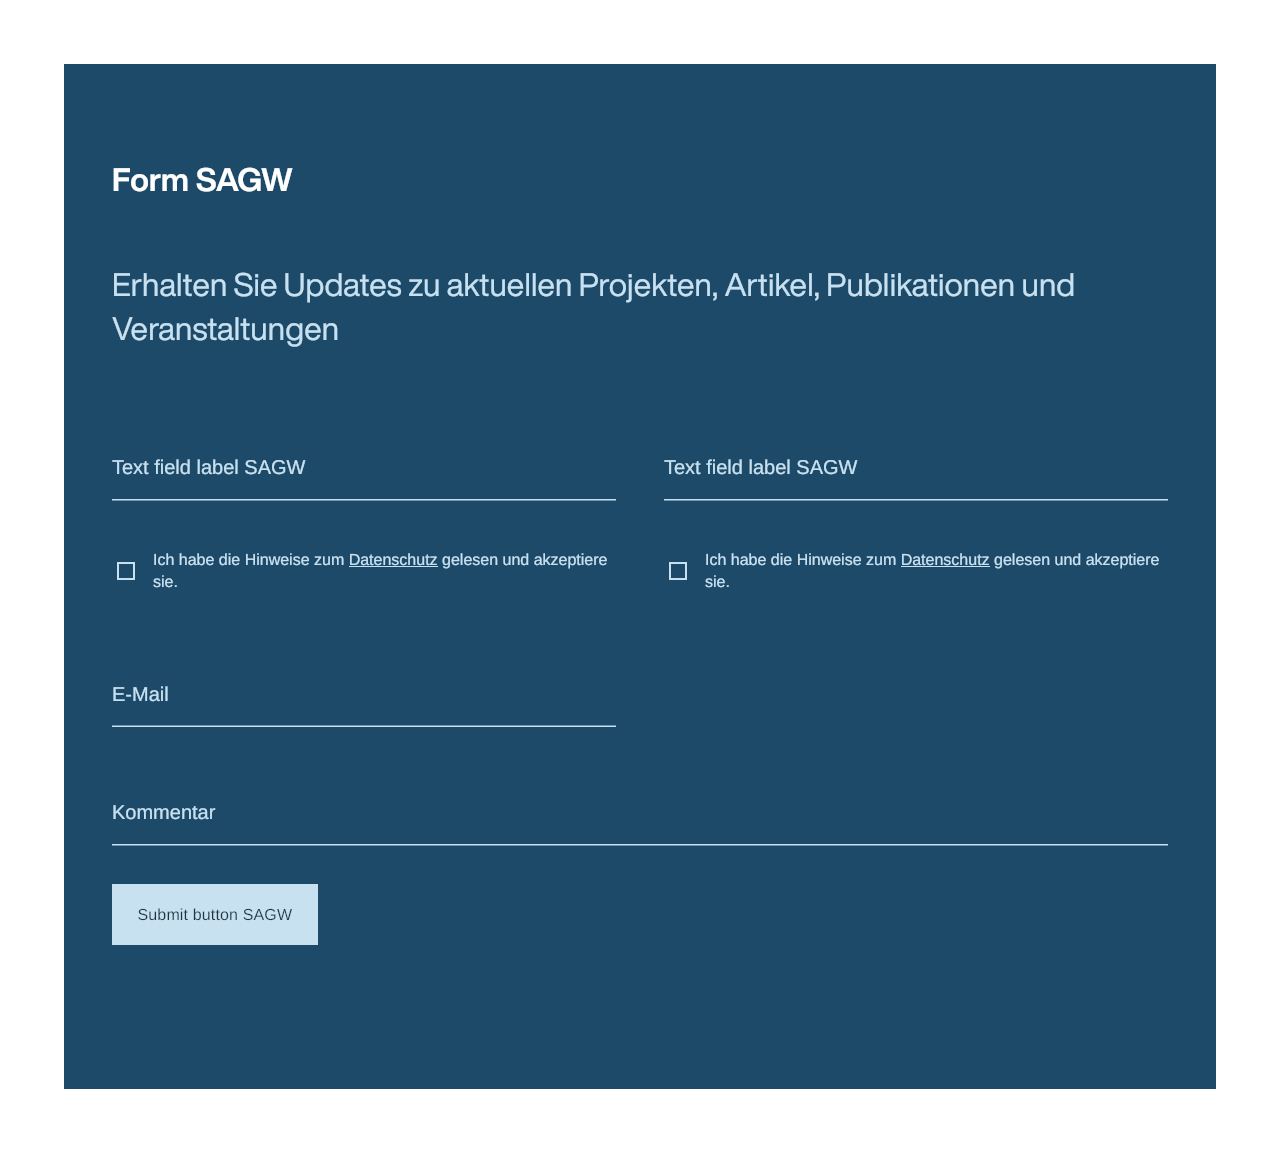 Form SAGW
Erhalten Sie Updates zu aktuellen Projekten, Artikel, Publikationen und
Veranstaltungen
Text field label SAGW
Text field label SAGW
Ich habe die Hinweise zum Datenschutz gelesen und akzeptiere
sie.
Ich habe die Hinweise zum Datenschutz gelesen und akzeptiere
sie.
E-Mail
Kommentar
Submit button SAGW